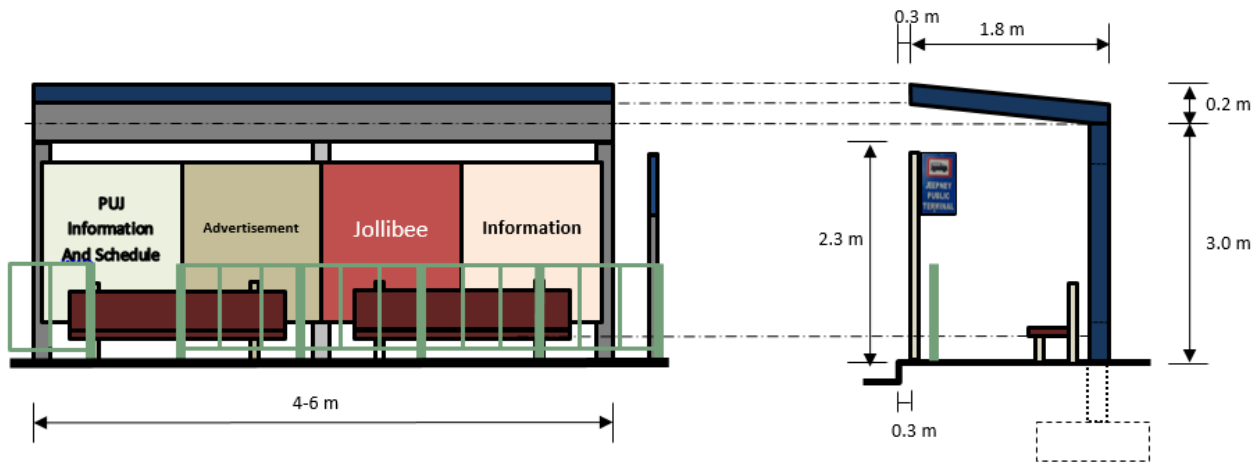 0.3 m
1.8 m
0.2 m
PUJ
Information
And Schedule
Advertisement
Jollibee
Information
JEEPNEY
PUBLIC
TERMINAL
2.3 m
3.0 m
4-6 m
0.3 m